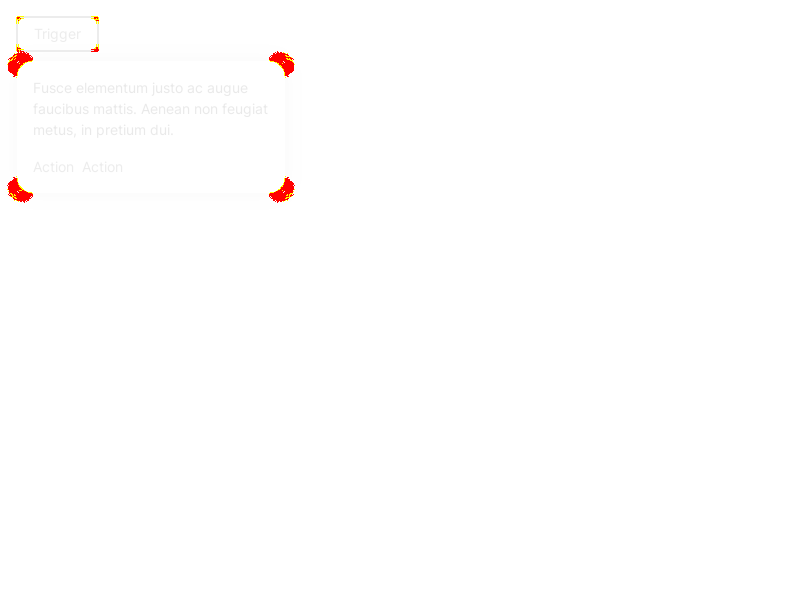 Trigger
Fusce elementum justo ac augue
faucibus mattis. Aenean non feugiat
metus, in pretium dui.
Action Action